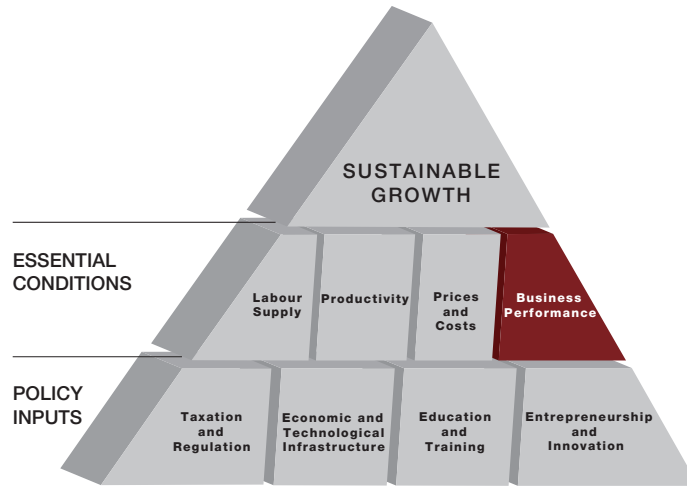 SUSTAINABLE
GROWTH
ESSENTIAL
CONDITIONS
Labour
Supply
Productivity
Prices
and
Costs
Business
Performance
POLICY
INPUTS
Taxation
and
Regulation
Economic and
Technological
Infrastructure
Education
and
Training
Entrepreneurship
and
Innovation